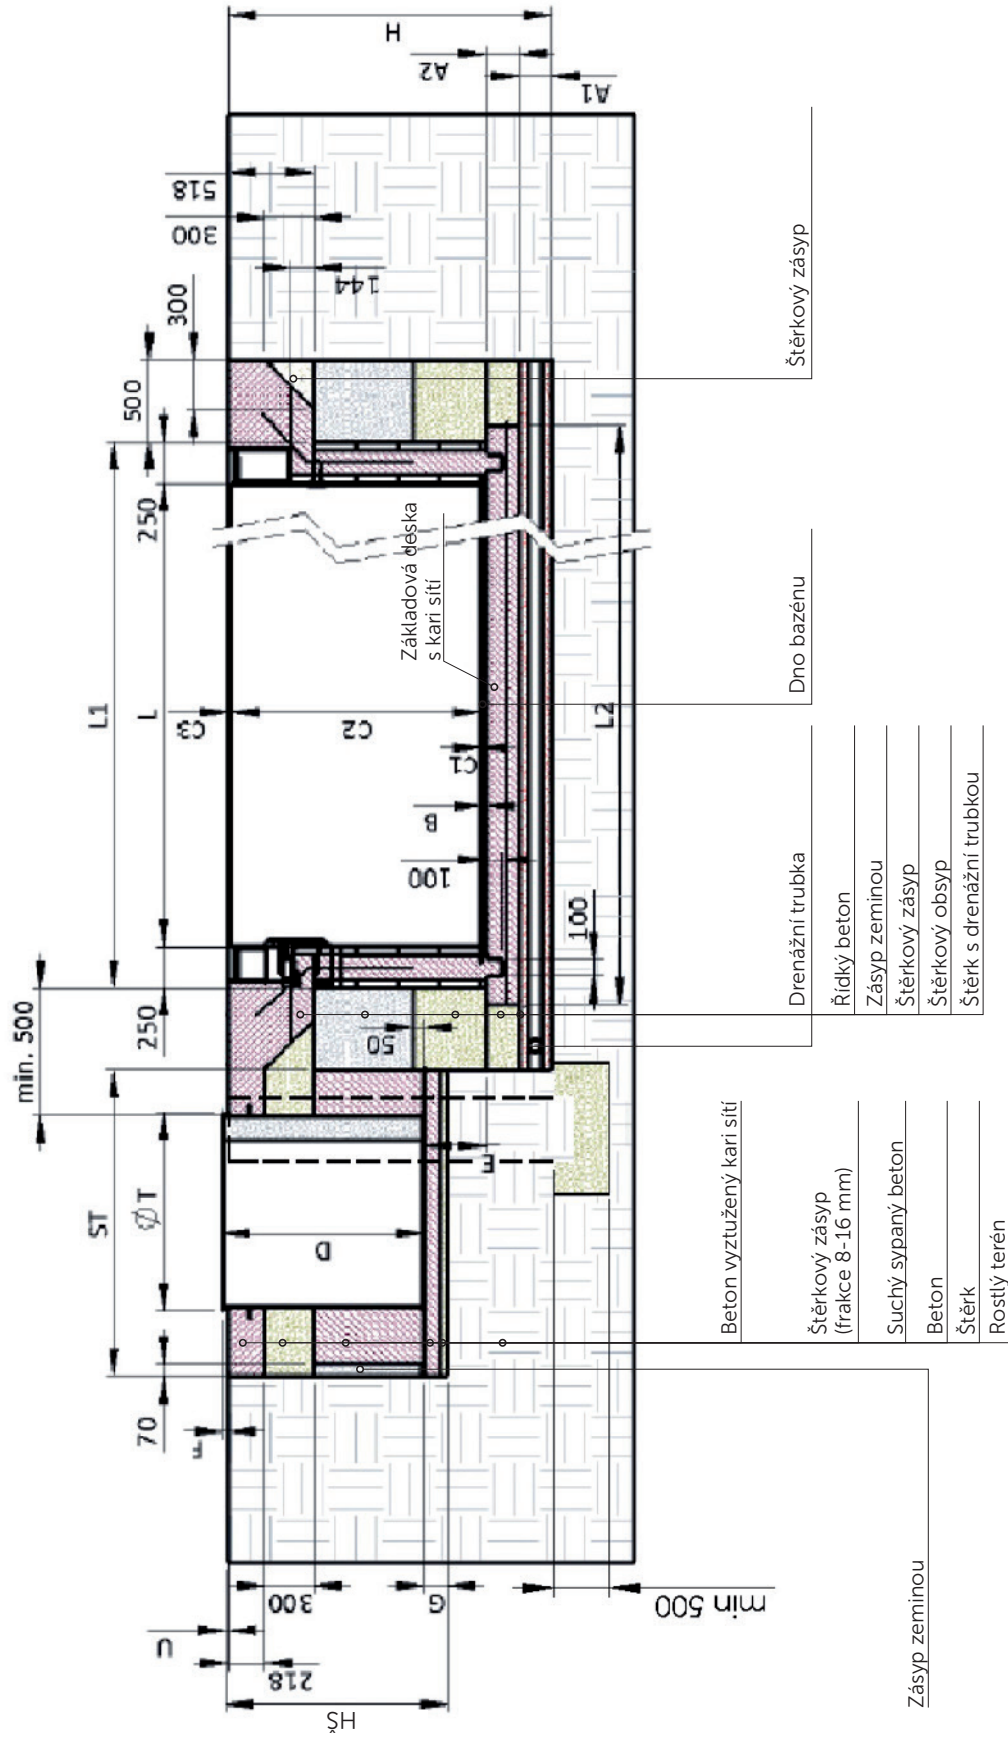 H
A2
A1
518
300
144
300
500
250
L1
L
C3
C2
C1
B
100
100
L2
min. 500
250
50
ST
ØT
D
E
70
F
U
218
300
G
HŠ
min 500
Základová deska
s kari sítí
Štěrkový zásyp
Dno bazénu
Drenážní trubka
Řídký beton
Zásyp zeminou
Štěrkový zásyp
Štěrkový obsyp
Štěrk s drenážní trubkou
Beton vyztužený kari sítí
Štěrkový zásyp
(frakce 8-16 mm)
Suchý sypaný beton
Beton
Štěrk
Rostlý terén
Zásyp zeminou